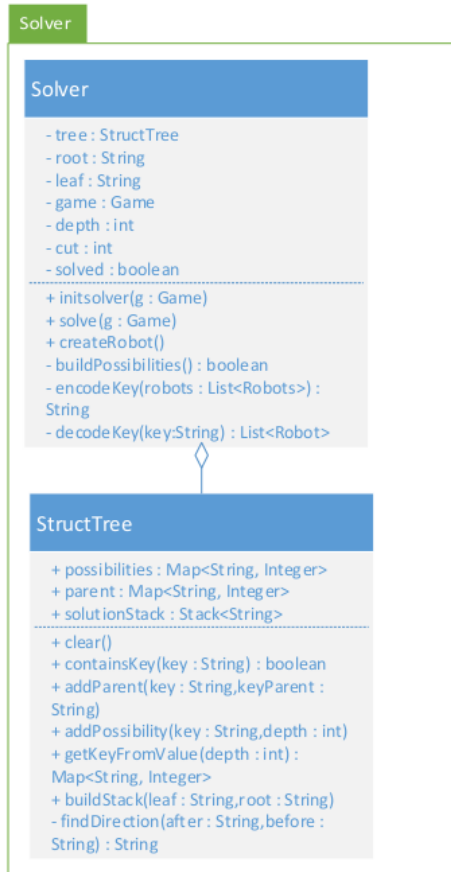 Solver
Solver
- tree : StructTree
- root : String
- leaf : String
- game : Game
- depth : int
- cut : int
- solved : boolean
+ initsolver(g : Game)
+ solve(g : Game)
+ createRobot()
- buildPossibilities() : boolean
- encodeKey(robots : List<Robots>) :
String
- decodeKey(key:String) : List<Robot>
StructTree
+ possibilities : Map<String, Integer>
+ parent : Map<String, Integer>
+ solutionStack : Stack<String>
+ clear()
+ containsKey(key : String) : boolean
+ addParent(key : String,keyParent :
String)
+ addPossibility(key : String,depth : int)
+ getKeyFromValue(depth : int) :
Map<String, Integer>
+ buildStack(leaf : String,root : String)
- findDirection(after : String,before :
String) : String